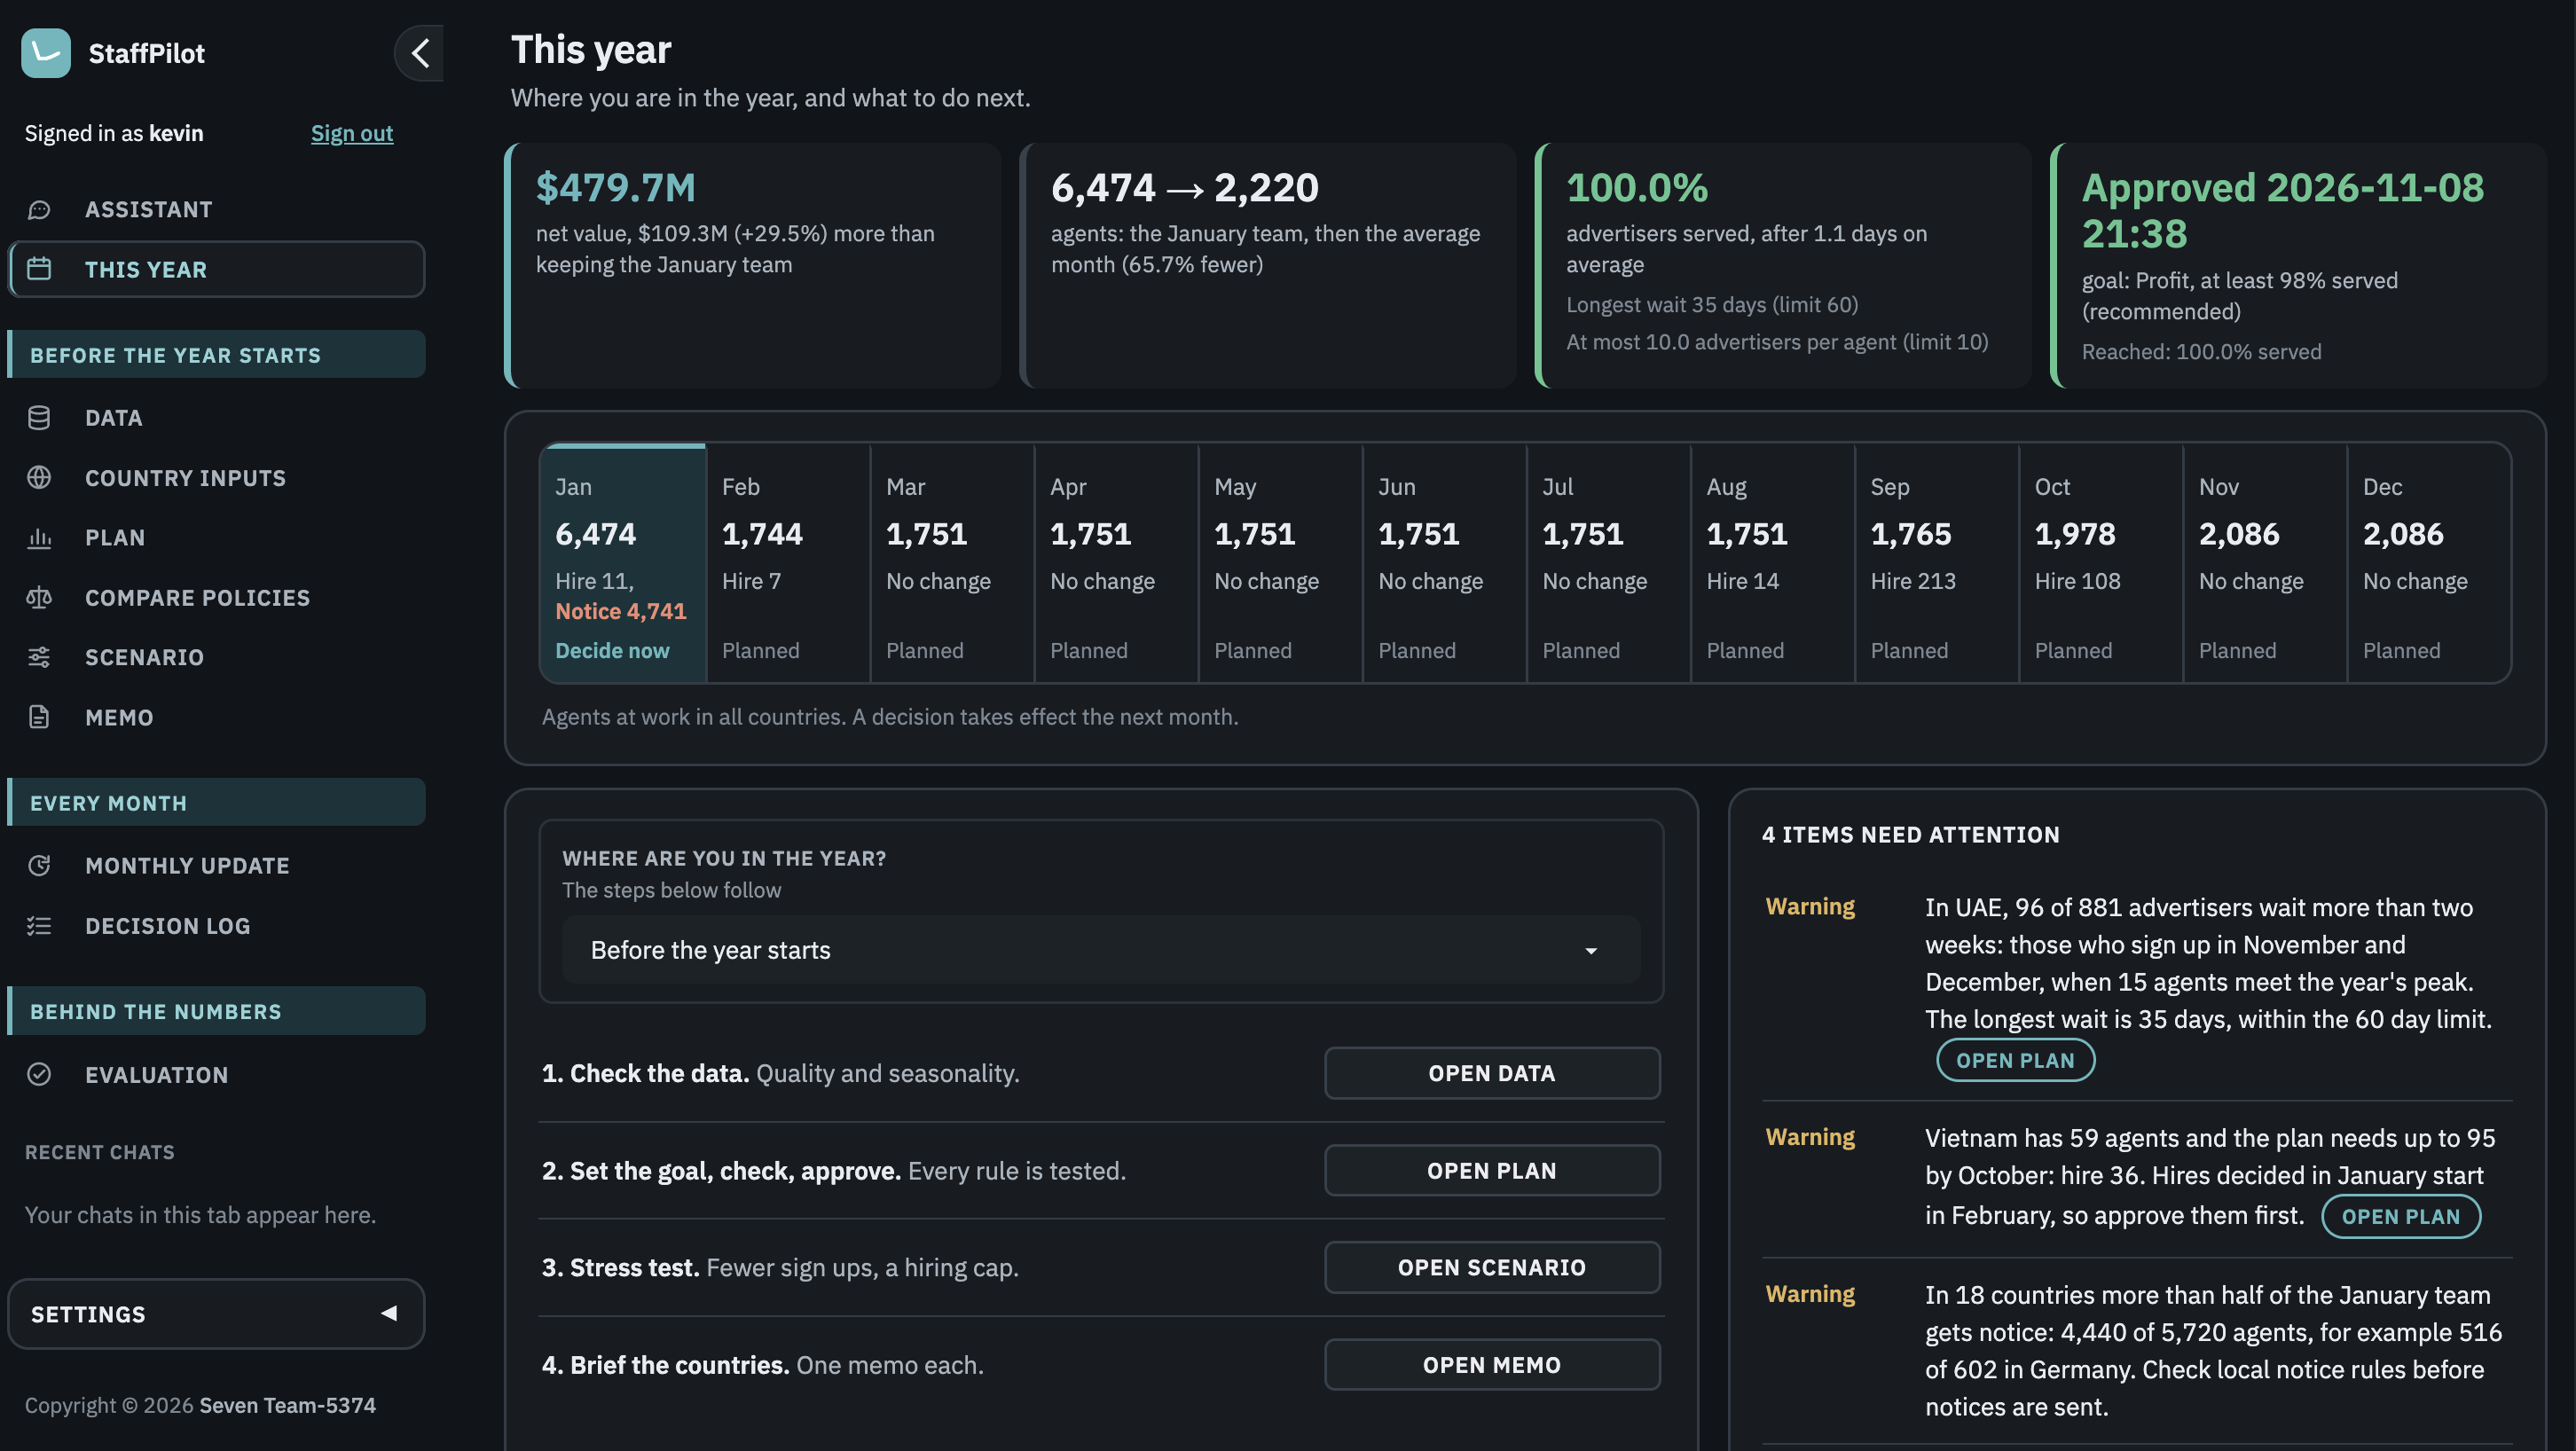 StaffPilot
Signed in as kevin
Sign out
ASSISTANT
THIS YEAR
BEFORE THE YEAR STARTS
DATA
COUNTRY INPUTS
PLAN
COMPARE POLICIES
SCENARIO
MEMO
EVERY MONTH
MONTHLY UPDATE
DECISION LOG
BEHIND THE NUMBERS
EVALUATION
RECENT CHATS
Your chats in this tab appear here.
SETTINGS
Copyright © 2026 Seven Team-5374
This year
Where you are in the year, and what to do next.
$479.7M
net value, $109.3M (+29.5%) more than
keeping the January team
6,474 → 2,220
agents: the January team, then the average
month (65.7% fewer)
100.0%
advertisers served, after 1.1 days on
average
Longest wait 35 days (limit 60)
At most 10.0 advertisers per agent (limit 10)
Approved 2026-11-08
21:38
goal: Profit, at least 98% served
(recommended)
Reached: 100.0% served
Jan
6,474
Hire 11,
Notice 4,741
Decide now
Feb
1,744
Hire 7
Planned
Mar
1,751
No change
Planned
Apr
1,751
No change
Planned
May
1,751
No change
Planned
Jun
1,751
No change
Planned
Jul
1,751
No change
Planned
Aug
1,751
Hire 14
Planned
Sep
1,765
Hire 213
Planned
Oct
1,978
Hire 108
Planned
Nov
2,086
No change
Planned
Dec
2,086
No change
Planned
Agents at work in all countries. A decision takes effect the next month.
WHERE ARE YOU IN THE YEAR?
The steps below follow
Before the year starts
1. Check the data. Quality and seasonality.
OPEN DATA
2. Set the goal, check, approve. Every rule is tested.
OPEN PLAN
3. Stress test. Fewer sign ups, a hiring cap.
OPEN SCENARIO
4. Brief the countries. One memo each.
OPEN MEMO
4 ITEMS NEED ATTENTION
Warning
In UAE, 96 of 881 advertisers wait more than two
weeks: those who sign up in November and
December, when 15 agents meet the year's peak.
The longest wait is 35 days, within the 60 day limit.
OPEN PLAN
Warning
Vietnam has 59 agents and the plan needs up to 95
by October: hire 36. Hires decided in January start
in February, so approve them first. OPEN PLAN
Warning
In 18 countries more than half of the January team
gets notice: 4,440 of 5,720 agents, for example 516
of 602 in Germany. Check local notice rules before
notices are sent.